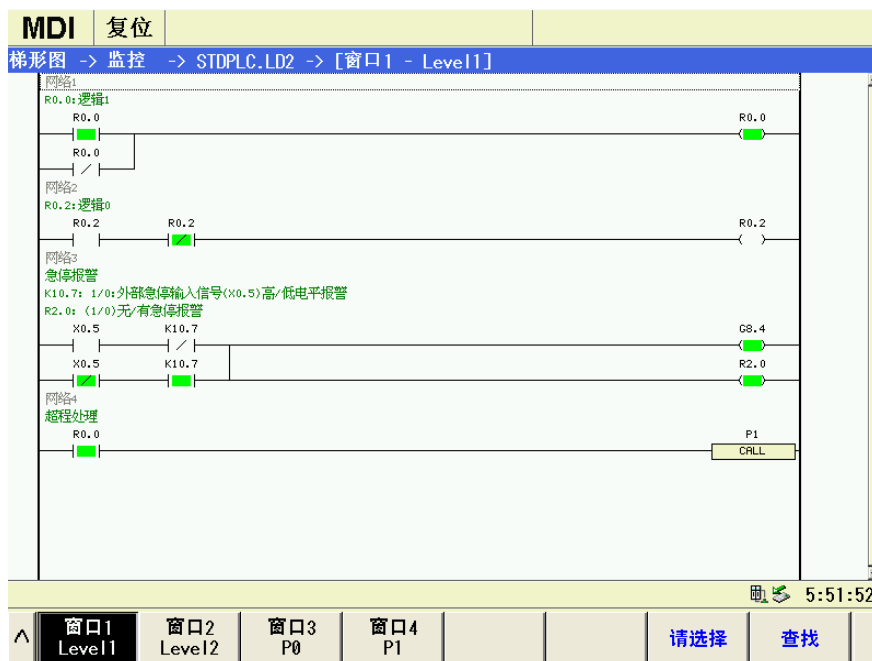 MDI 复位
梯形图 -> 监控 -> STDPLC.LD2 -> [窗口1 - Level1]
网络1
R0.0:逻辑1
R0.0 R0.0
R0.0
网络2
R0.2:逻辑0
R0.2 R0.2 R0.2
网络3
急停报警
K10.7: 1/0:外部急停输入信号(X0.5)高/低电平报警
R2.0: (1/0)无/有急停报警
X0.5 K10.7 G8.4
X0.5 K10.7 R2.0
网络4
超程处理
R0.0 P1
CALL
5:51:52
窗口1 窗口2 窗口3 窗口4 请选择 查找
Level1 Level2 P0 P1